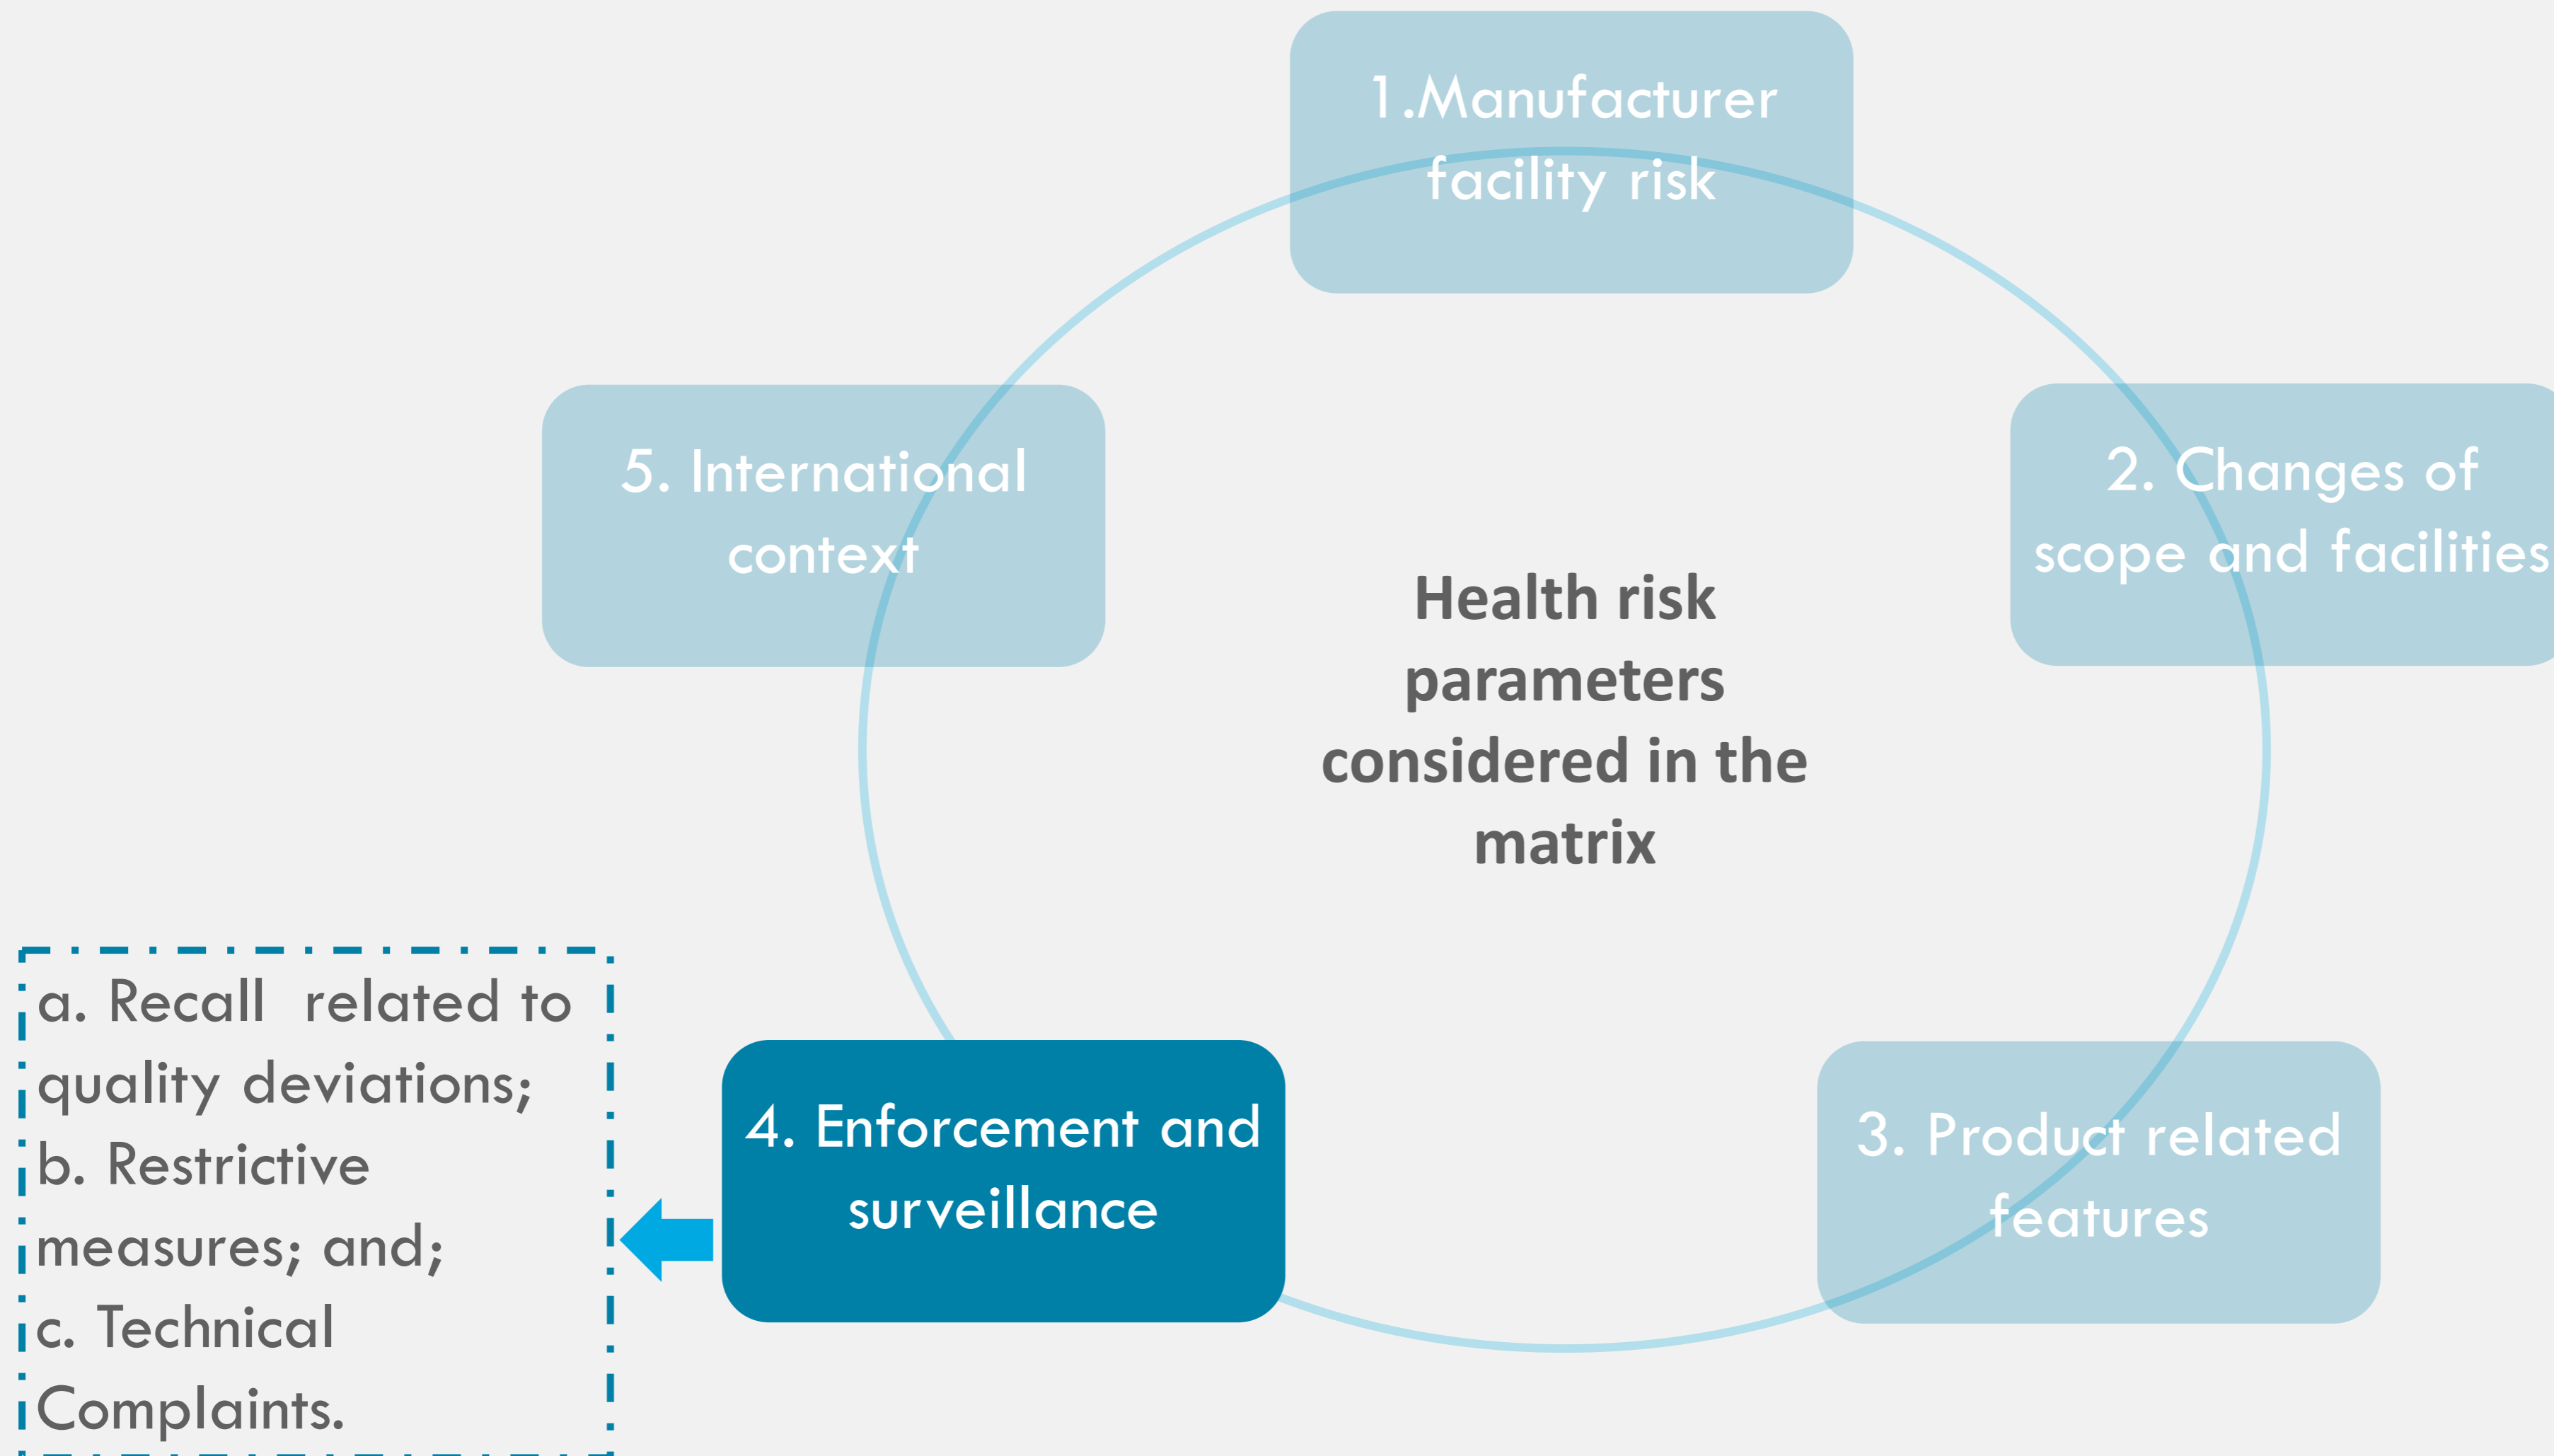 1.Manufacturer
facility risk
2. Changes of
scope and facilities
3. Product related
features
4. Enforcement and
surveillance
5. International
context
Health risk
parameters
considered in the
matrix
a. Recall  related to
quality deviations;
b. Restrictive
measures; and;
c. Technical
Complaints.